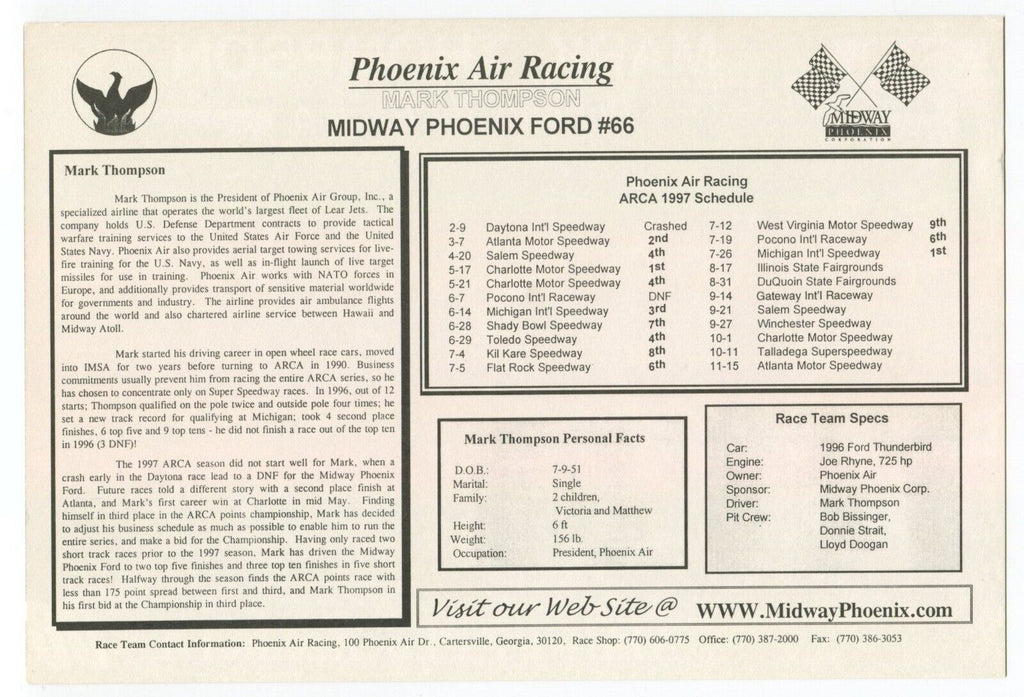 Phoenix Air Racing
MARK THOMPSON
MIDWAY PHOENIX FORD #66
MIDWAY
PHOENIX
CORPORATION
Mark Thompson
Mark Thompson is the President of Phoenix Air Group, Inc., a
specialized airline that operates the world's largest fleet of Lear Jets. The
company holds U.S. Defense Department contracts to provide tactical
warfare training services to the United States Air Force and the United
States Navy. Phoenix Air also provides aerial target towing services for live-
fire training for the U.S. Navy, as well as in-flight launch of live target
missiles for use in training. Phoenix Air works with NATO forces in
Europe, and additionally provides transport of sensitive material worldwide
for governments and industry. The airline provides air ambulance flights
around the world and also chartered airline service between Hawaii and
Midway Atoll.
Mark started his driving career in open wheel race cars, moved
into IMSA for two years before turning to ARCA in 1990. Business
commitments usually prevent him from racing the entire ARCA series, so he
has chosen to concentrate only on Super Speedway races. In 1996, out of 12
starts; Thompson qualified on the pole twice and outside pole four times; he
set a new track record for qualifying at Michigan; took 4 second place
finishes, 6 top five and 9 top tens - he did not finish a race out of the top ten
in 1996 (3 DNF)!
The 1997 ARCA season did not start well for Mark, when a
crash early in the Daytona race lead to a DNF for the Midway Phoenix
Ford. Future races told a different story with a second place finish at
Atlanta, and Mark's first career win at Charlotte in mid May. Finding
himself in third place in the ARCA points championship, Mark has decided
to adjust his business schedule as much as possible to enable him to run the
entire series, and make a bid for the Championship. Having only raced two
short track races prior to the 1997 season, Mark has driven the Midway
Phoenix Ford to two top five finishes and three top ten finishes in five short
track races! Halfway through the season finds the ARCA points race with
less than 175 point spread between first and third, and Mark Thompson in
his first bid at the Championship in third place.
Phoenix Air Racing
ARCA 1997 Schedule
2-9 Daytona Int'l Speedway Crashed
3-7 Atlanta Motor Speedway 2nd
4-20 Salem Speedway 4th
5-17 Charlotte Motor Speedway 1st
5-21 Charlotte Motor Speedway 4th
6-7 Pocono Int'l Raceway DNF
6-14 Michigan Int'l Speedway 3rd
6-28 Shady Bowl Speedway 7th
6-29 Toledo Speedway 4th
7-4 Kil Kare Speedway 8th
7-5 Flat Rock Speedway 6th
7-12 West Virginia Motor Speedway 9th
7-19 Pocono Int'l Raceway 6th
7-26 Michigan Int'l Speedway 1st
8-17 Illinois State Fairgrounds
8-31 DuQuoin State Fairgrounds
9-14 Gateway Int'l Raceway
9-21 Salem Speedway
9-27 Winchester Speedway
10-1 Charlotte Motor Speedway
10-11 Talladega Superspeedway
11-15 Atlanta Motor Speedway
Mark Thompson Personal Facts
D.O.B.: 7-9-51
Marital: Single
Family: 2 children,
Victoria and Matthew
Height: 6 ft
Weight: 156 lb.
Occupation: President, Phoenix Air
Race Team Specs
Car: 1996 Ford Thunderbird
Engine: Joe Rhyne, 725 hp
Owner: Phoenix Air
Sponsor: Midway Phoenix Corp.
Driver: Mark Thompson
Pit Crew: Bob Bissinger,
Donnie Strait,
Lloyd Doogan
Visit our Web Site @ WWW.MidwayPhoenix.com
Race Team Contact Information: Phoenix Air Racing, 100 Phoenix Air Dr., Cartersville, Georgia, 30120, Race Shop: (770) 606-0775 Office: (770) 387-2000 Fax: (770) 386-3053